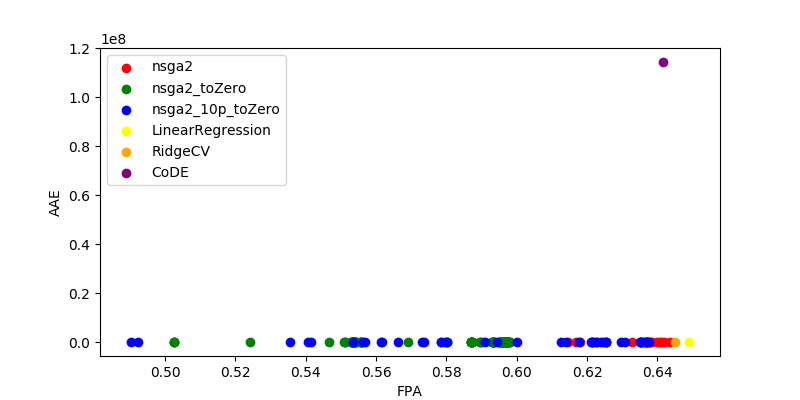 1e8
1.2
1.0
0.8
0.6
0.4
0.2
0.0
AAE
nsga2
nsga2_toZero
nsga2_10p_toZero
LinearRegression
RidgeCV
CoDE
0.50 0.52 0.54 0.56 0.58 0.60 0.62 0.64
FPA